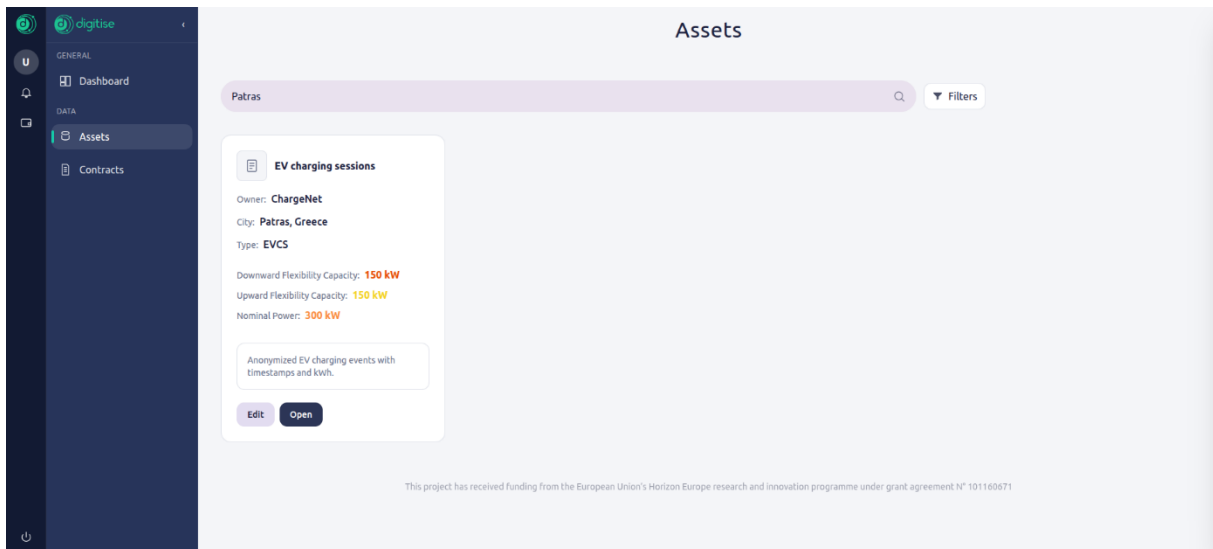 digitise
U
GENERAL
Dashboard
DATA
Assets
Contracts
Assets
Patras
Filters
EV charging sessions
Owner: ChargeNet
City: Patras, Greece
Type: EVCS
Downward Flexibility Capacity: 150 kW
Upward Flexibility Capacity: 150 kW
Nominal Power: 300 kW
Anonymized EV charging events with
timestamps and kWh.
Edit Open
This project has received funding from the European Union's Horizon Europe research and innovation programme under grant agreement N° 101160671